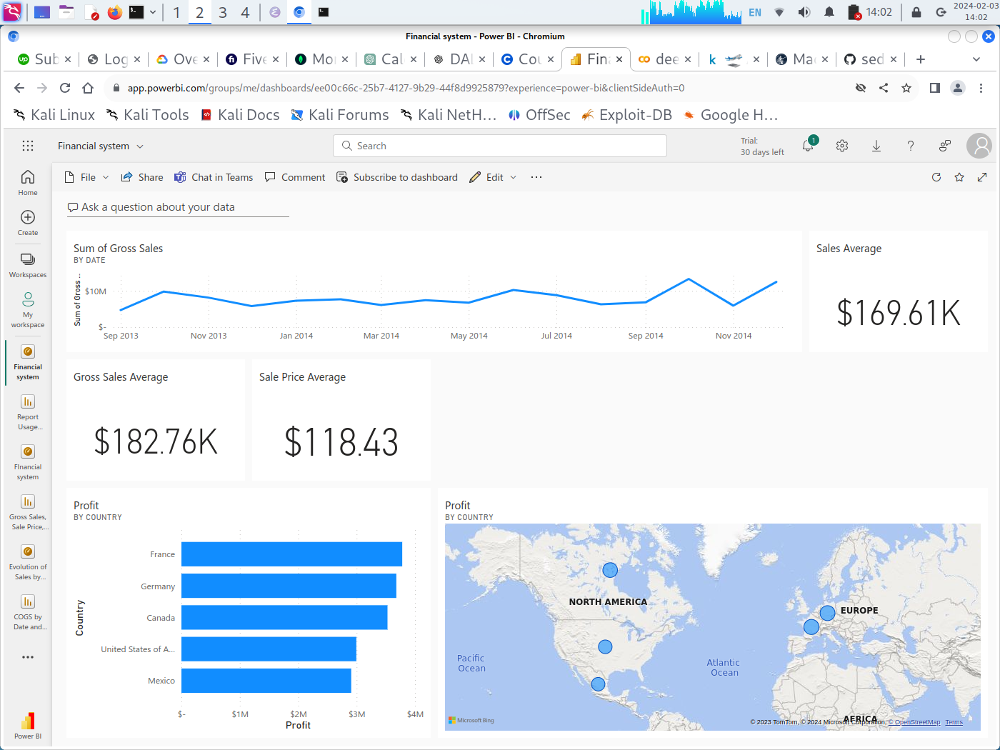 1 2 3 4 EN 14:02 2024-02-03
14:02
Financial system - Power BI - Chromium
Sub Log Ove Five Mo Cal DAL Cou Fina dee k Mac sed
app.powerbi.com/groups/me/dashboards/ee00c66c-25b7-4127-9b29-44f8d9925879?experience=power-bi&clientSideAuth=0
Kali Linux Kali Tools Kali Docs Kali Forums Kali NetH... OffSec Exploit-DB Google H...
Financial system
Search
Trial:
30 days left
1
Home
Create
Workspaces
My
workspace
Financial
system
Report
Usage...
FInancial
system
Gross Sales,
Sale Price,...
Evolution of
Sales by...
COGS by
Date and...
Power BI
File Share Chat in Teams Comment Subscribe to dashboard Edit
Ask a question about your data
Sum of Gross Sales
BY DATE
Sum of Gross ...
$10M
$-
Sep 2013 Nov 2013 Jan 2014 Mar 2014 May 2014 Jul 2014 Sep 2014 Nov 2014
Sales Average
$169.61K
Gross Sales Average
$182.76K
Sale Price Average
$118.43
Profit
BY COUNTRY
Country
France
Germany
Canada
United States of A...
Mexico
$- $1M $2M $3M $4M
Profit
Profit
BY COUNTRY
NORTH AMERICA
EUROPE
Pacific
Ocean
Atlantic
Ocean
AFRICA
Microsoft Bing
© 2023 TomTom, © 2024 Microsoft Corporation, © OpenStreetMap Terms